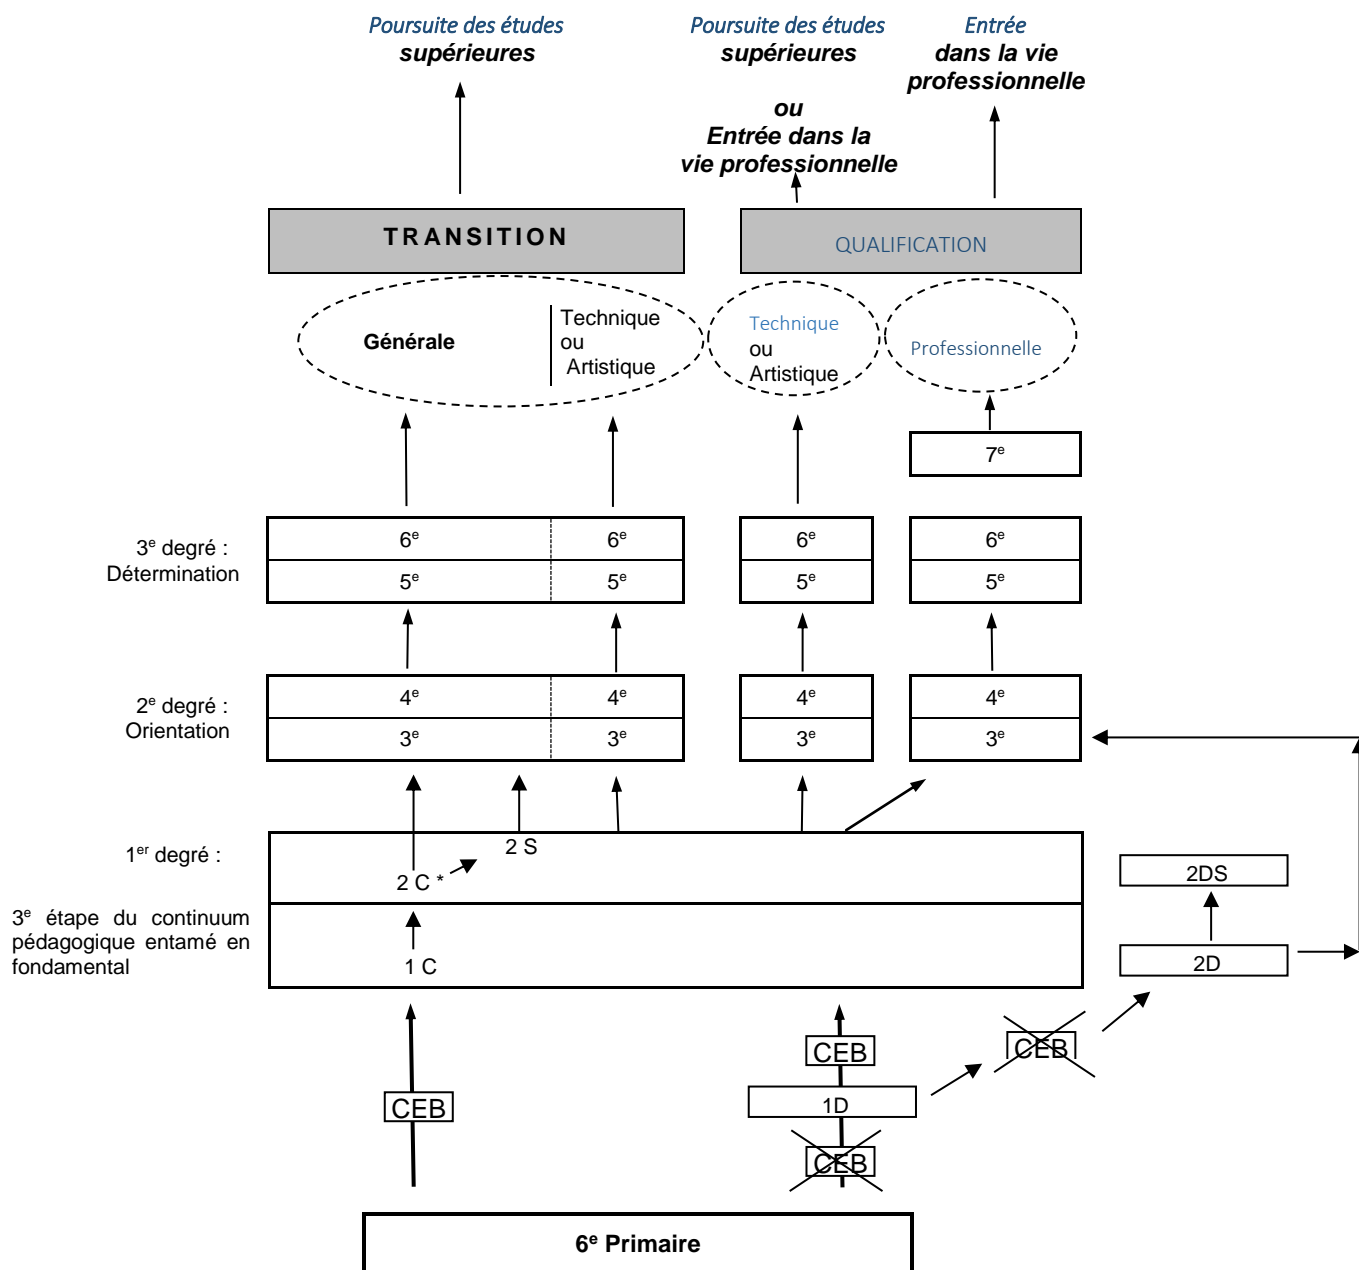 Poursuite des études
supérieures
Poursuite des études
supérieures
ou
Entrée dans la
vie professionnelle
Entrée
dans la vie
professionnelle
TRANSITION
QUALIFICATION
Générale
Technique
ou
Artistique
Technique
ou
Artistique
Professionnelle
7e
3e degré :
Détermination
6e 6e 6e 6e
5e 5e 5e 5e
2e degré :
Orientation
4e 4e 4e 4e
3e 3e 3e 3e
1er degré :
2 S
2 C *
2DS
3e étape du continuum
pédagogique entamé en
fondamental
1 C
2D
CEB
CEB
CEB
1D
CEB
6e Primaire